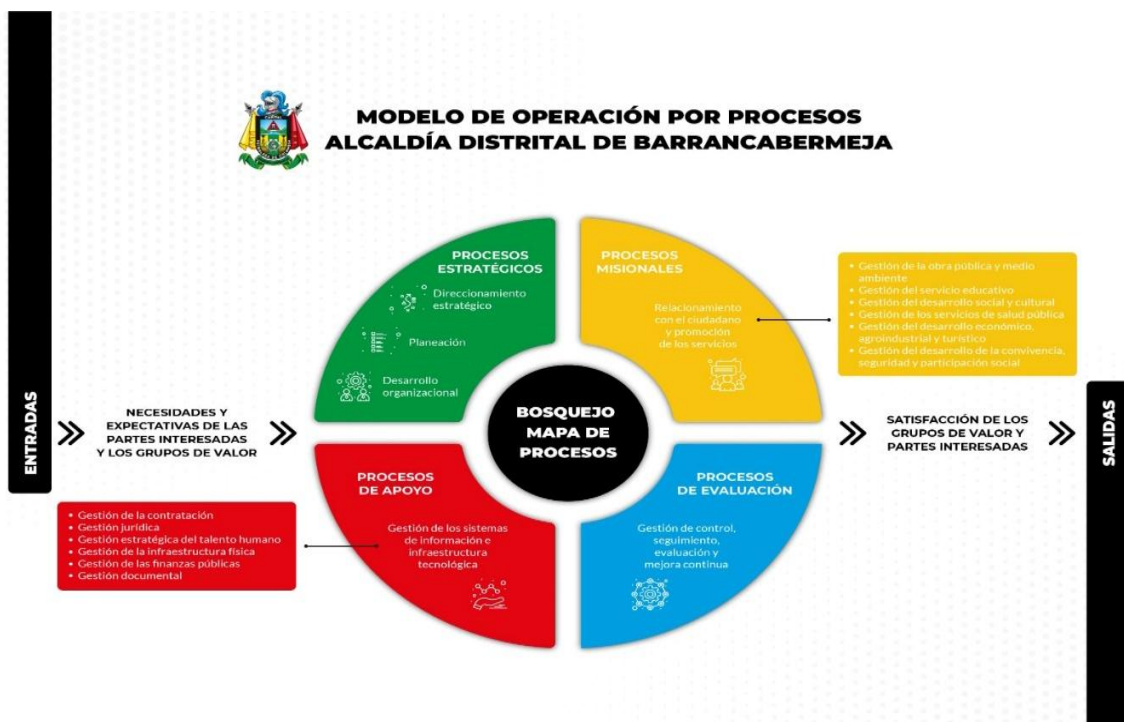 MODELO DE OPERACIÓN POR PROCESOS
ALCALDÍA DISTRITAL DE BARRANCABERMEJA
ENTRADAS
NECESIDADES Y
EXPECTATIVAS DE LAS
PARTES INTERESADAS
Y LOS GRUPOS DE VALOR
PROCESOS
ESTRATÉGICOS
Direccionamiento
estratégico
Planeación
Desarrollo
organizacional
PROCESOS
MISIONALES
Relacionamiento
con el ciudadano
y promoción
de los servicios
• Gestión de la obra pública y medio
ambiente
• Gestión del servicio educativo
• Gestión del desarrollo social y cultural
• Gestión de los servicios de salud pública
• Gestión del desarrollo económico,
agroindustrial y turístico
• Gestión del desarrollo de la convivencia,
seguridad y participación social
BOSQUEJO
MAPA DE
PROCESOS
PROCESOS
DE APOYO
Gestión de los sistemas
de información e
infraestructura
tecnológica
• Gestión de la contratación
• Gestión jurídica
• Gestión estratégica del talento humano
• Gestión de la infraestructura física
• Gestión de las finanzas públicas
• Gestión documental
PROCESOS
DE EVALUACIÓN
Gestión de control,
seguimiento,
evaluación y
mejora continua
SATISFACCIÓN DE LOS
GRUPOS DE VALOR Y
PARTES INTERESADAS
SALIDAS